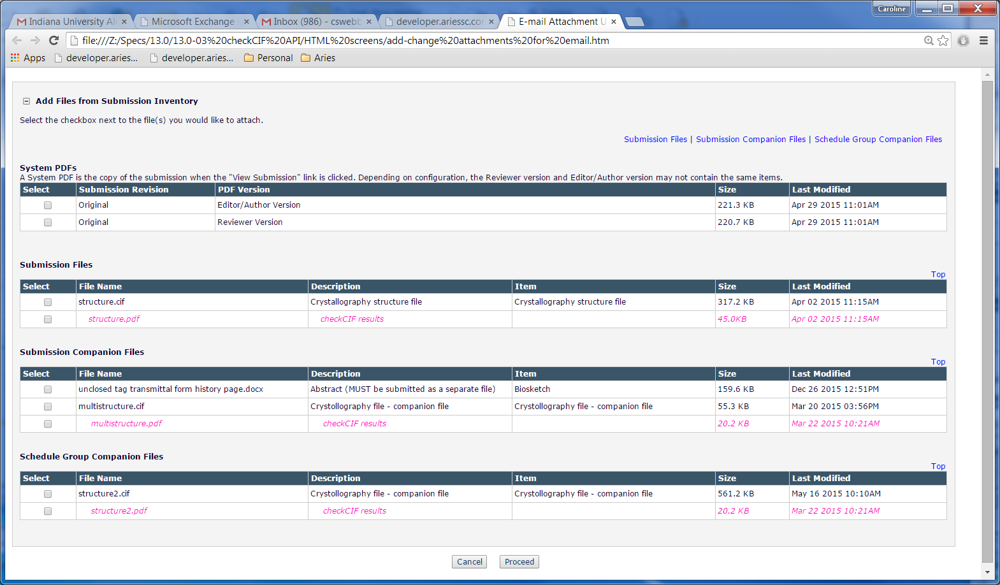 Caroline
Indiana University Al
Microsoft Exchange -
Inbox (986) - cswebb
developer.ariessc.co
E-mail Attachment U
file:///Z:/Specs/13.0/13.0-03%20checkCIF%20API/HTML%20screens/add-change%20attachments%20for%20email.htm
Apps developer.aries... developer.aries... Personal Aries
Add Files from Submission Inventory
Select the checkbox next to the file(s) you would like to attach.
Submission Files | Submission Companion Files | Schedule Group Companion Files
System PDFs
A System PDF is the copy of the submission when the "View Submission" link is clicked. Depending on configuration, the Reviewer version and Editor/Author version may not contain the same items.
Select Submission Revision PDF Version Size Last Modified
Original Editor/Author Version 221.3 KB Apr 29 2015 11:01AM
Original Reviewer Version 220.7 KB Apr 29 2015 11:01AM
Submission Files
Top
Select File Name Description Item Size Last Modified
structure.cif Crystallography structure file Crystallography structure file 317.2 KB Apr 02 2015 11:15AM
structure.pdf checkCIF results 45.0KB Apr 02 2015 11:15AM
Submission Companion Files
Top
Select File Name Description Item Size Last Modified
unclosed tag transmittal form history page.docx Abstract (MUST be submitted as a separate file) Biosketch 159.6 KB Dec 26 2015 12:51PM
multistructure.cif Crystollography file - companion file Crystollography file - companion file 55.3 KB Mar 20 2015 03:56PM
multistructure.pdf checkCIF results 20.2 KB Mar 22 2015 10:21AM
Schedule Group Companion Files
Top
Select File Name Description Item Size Last Modified
structure2.cif Crystollography file - companion file Crystollography file - companion file 561.2 KB May 16 2015 10:10AM
structure2.pdf checkCIF results 20.2 KB Mar 22 2015 10:21AM
Cancel Proceed